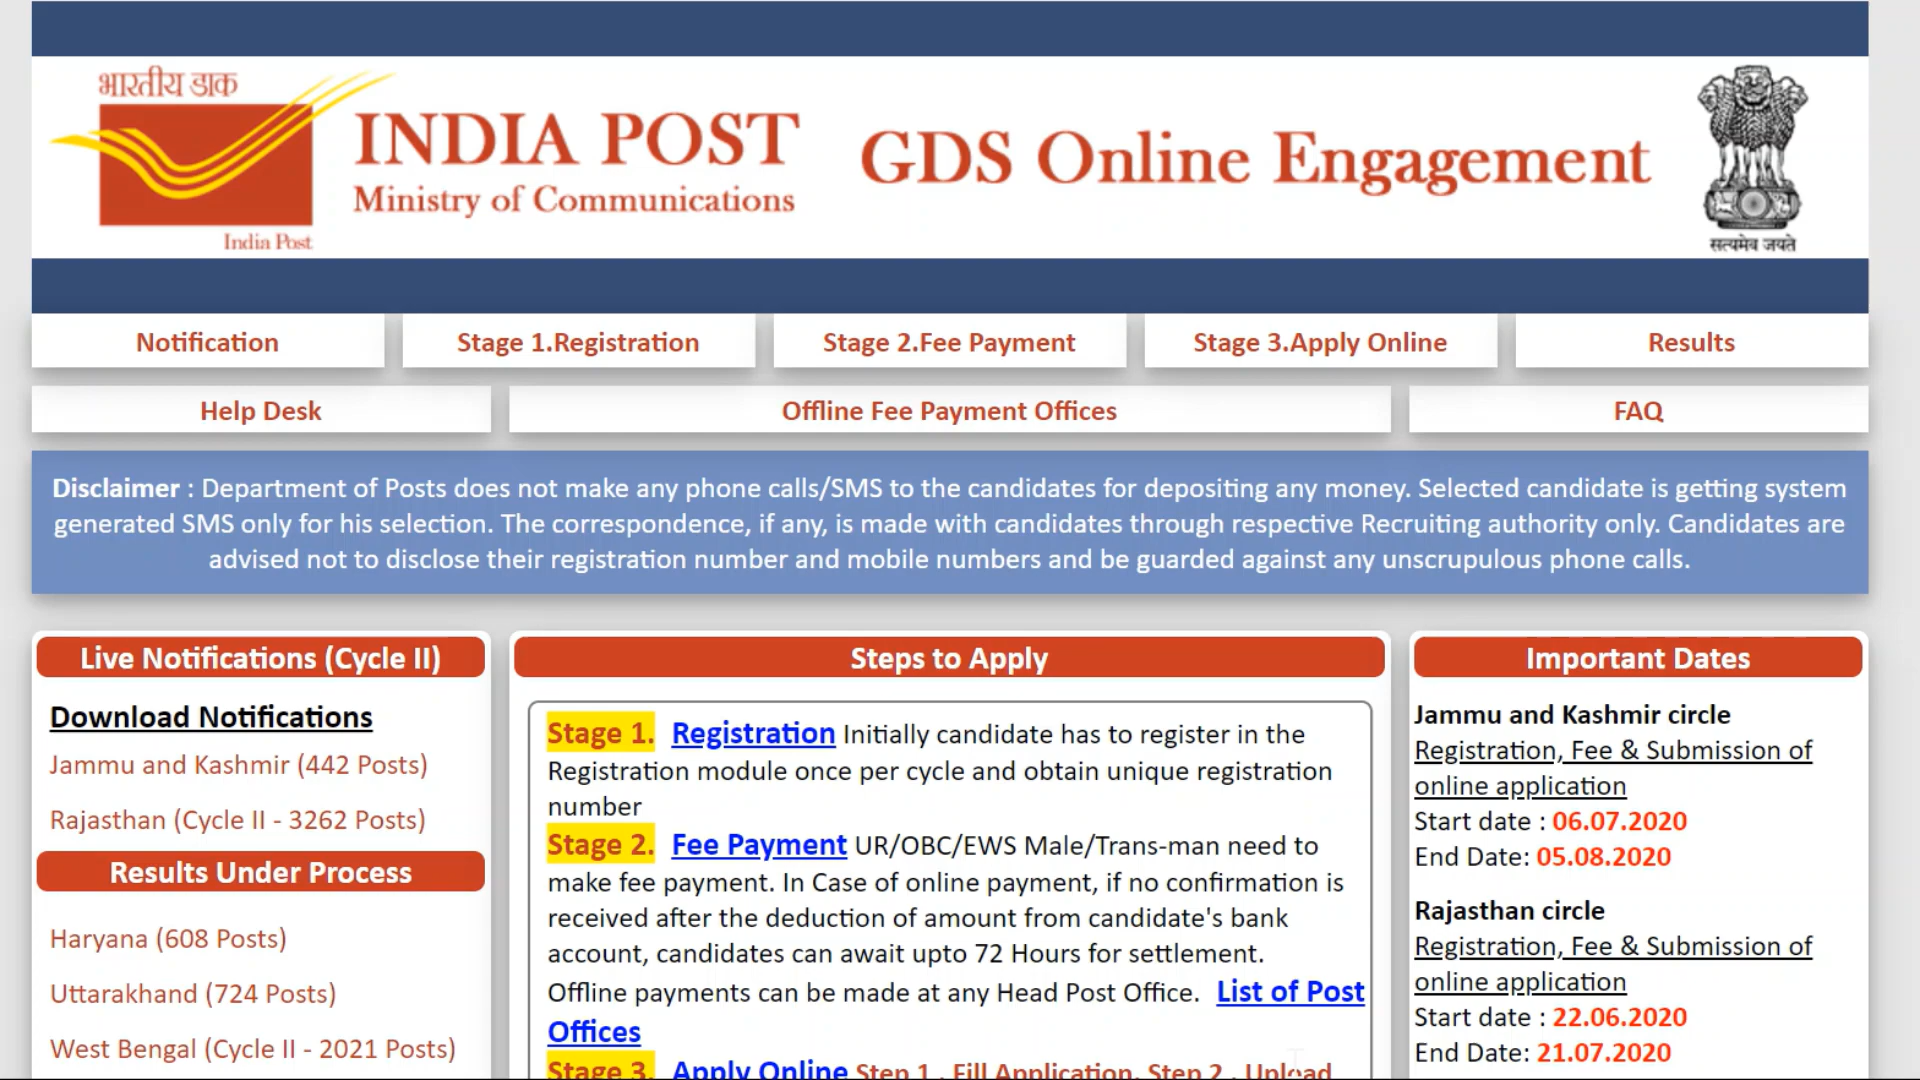 भारतीय डाक
India Post
INDIA POST
Ministry of Communications
GDS Online Engagement
सत्यमेव जयते
Notification
Stage 1.Registration
Stage 2.Fee Payment
Stage 3.Apply Online
Results
Help Desk
Offline Fee Payment Offices
FAQ
Disclaimer : Department of Posts does not make any phone calls/SMS to the candidates for depositing any money. Selected candidate is getting system
generated SMS only for his selection. The correspondence, if any, is made with candidates through respective Recruiting authority only. Candidates are
advised not to disclose their registration number and mobile numbers and be guarded against any unscrupulous phone calls.
Live Notifications (Cycle II)
Download Notifications
Jammu and Kashmir (442 Posts)
Rajasthan (Cycle II - 3262 Posts)
Results Under Process
Haryana (608 Posts)
Uttarakhand (724 Posts)
West Bengal (Cycle II - 2021 Posts)
Steps to Apply
Stage 1. Registration Initially candidate has to register in the
Registration module once per cycle and obtain unique registration
number
Stage 2. Fee Payment UR/OBC/EWS Male/Trans-man need to
make fee payment. In Case of online payment, if no confirmation is
received after the deduction of amount from candidate's bank
account, candidates can await upto 72 Hours for settlement.
Offline payments can be made at any Head Post Office. List of Post
Offices
Stage 3. Apply Online Step 1 . Fill Application, Step 2 . Upload
Important Dates
Jammu and Kashmir circle
Registration, Fee & Submission of
online application
Start date : 06.07.2020
End Date: 05.08.2020
Rajasthan circle
Registration, Fee & Submission of
online application
Start date : 22.06.2020
End Date: 21.07.2020